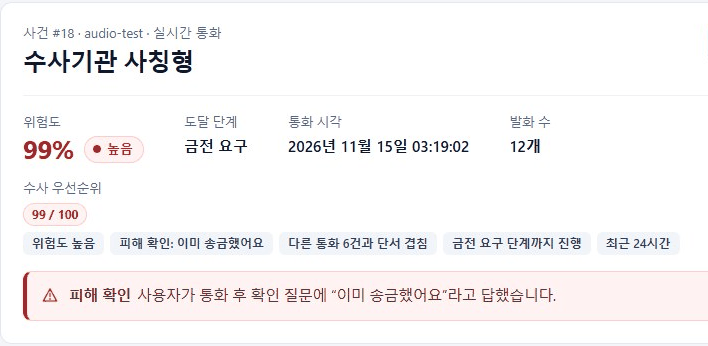 사건 #18 · audio-test · 실시간 통화
수사기관 사칭형
위험도 도달 단계 통화 시각 발화 수
99% 높음 금전 요구 2026년 11월 15일 03:19:02 12개
수사 우선순위
99 / 100
위험도 높음 피해 확인: 이미 송금했어요 다른 통화 6건과 단서 겹침 금전 요구 단계까지 진행 최근 24시간
피해 확인 사용자가 통화 후 확인 질문에 “이미 송금했어요”라고 답했습니다.